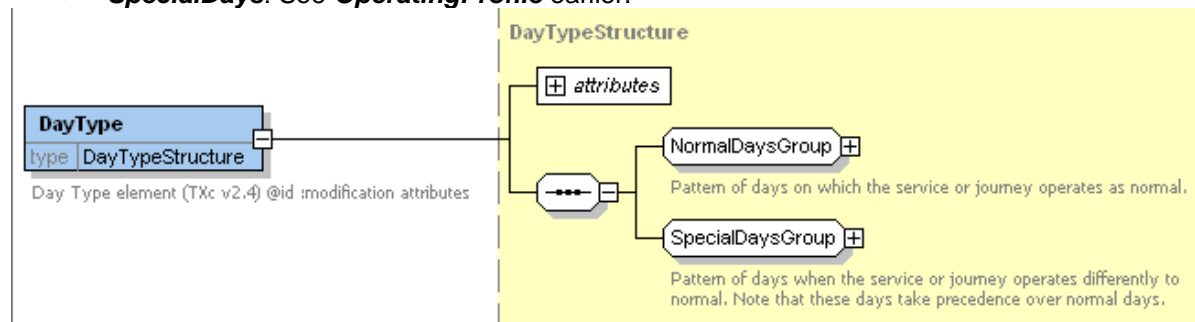 SpecialDays. See OperatingProfile earlier.
DayTypeStructure
attributes
DayType
type DayTypeStructure
Day Type element (TXc v2.4) @id :modification attributes
NormalDaysGroup
Pattern of days on which the service or journey operates as normal.
SpecialDaysGroup
Pattern of days when the service or journey operates differently to
normal. Note that these days take precedence over normal days.